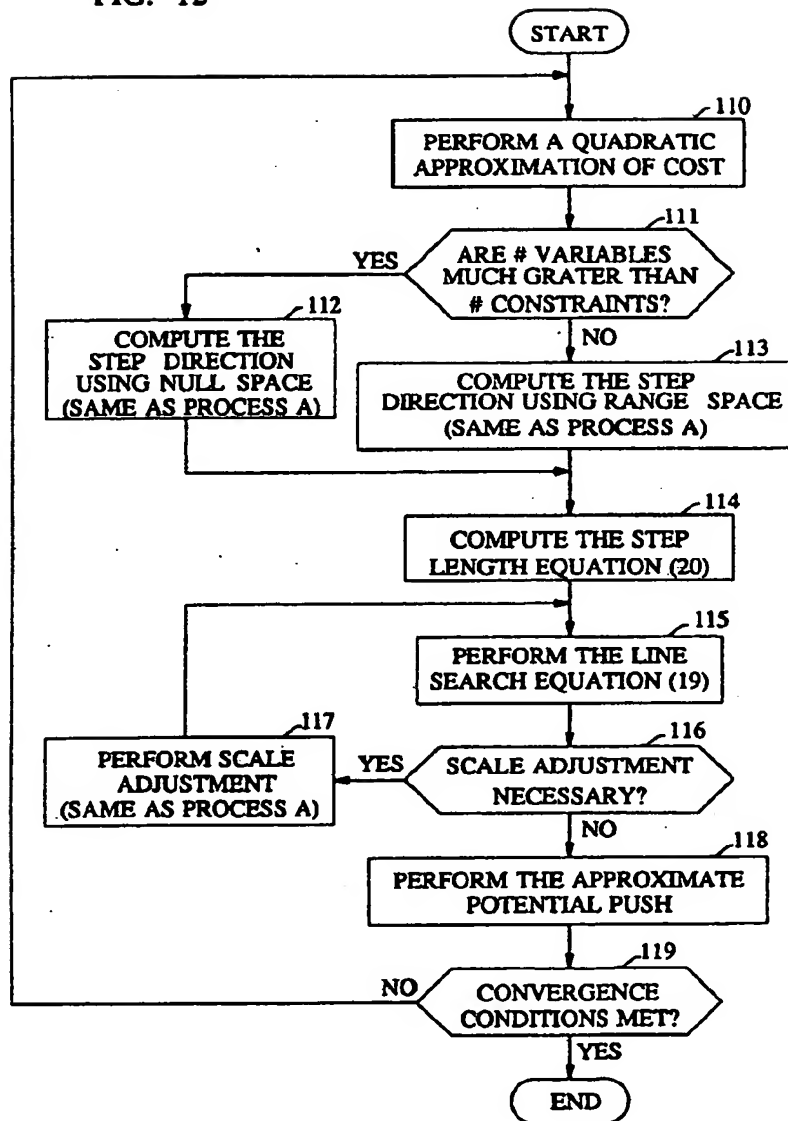 FIG. 12
START
110
PERFORM A QUADRATIC
APPROXIMATION OF COST
111
YES
ARE # VARIABLES
MUCH GRATER THAN
# CONSTRAINTS?
NO
112
COMPUTE THE
STEP DIRECTION
USING NULL SPACE
(SAME AS PROCESS A)
113
COMPUTE THE STEP
DIRECTION USING RANGE SPACE
(SAME AS PROCESS A)
114
COMPUTE THE STEP
LENGTH EQUATION (20)
115
PERFORM THE LINE
SEARCH EQUATION (19)
117
PERFORM SCALE
ADJUSTMENT
(SAME AS PROCESS A)
YES
116
SCALE ADJUSTMENT
NECESSARY?
NO
118
PERFORM THE APPROXIMATE
POTENTIAL PUSH
119
NO
CONVERGENCE
CONDITIONS MET?
YES
END